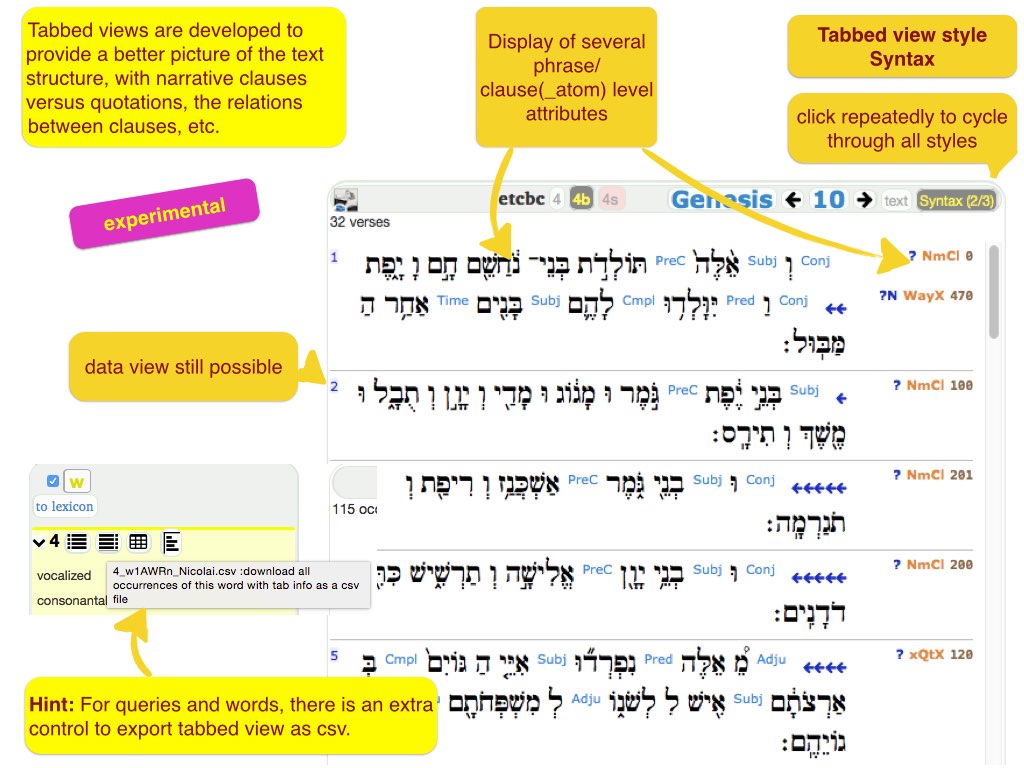 Tabbed views are developed to
provide a better picture of the text
structure, with narrative clauses
versus quotations, the relations
between clauses, etc.
Display of several
phrase/
clause(_atom) level
attributes
Tabbed view style
Syntax
click repeatedly to cycle
through all styles
experimental
etcbc 4 4b 4s Genesis ← 10 → text Syntax (2/3)
32 verses
1 Conj וְ Subj אֵ֙לֶּה֙ PreC תּוֹלְדֹ֣ת בְּנֵי־ נֹ֔חַ שֵׁ֖ם חָ֣ם וָ יָ֑פֶת ? NmCl 0
←← Conj וַ Pred יִּוָּלְד֥וּ Cmpl לָהֶ֛ם Subj בָּנִ֖ים Time אַחַ֥ר הַ ?N WayX 470
מַּבּֽוּל׃
data view still possible
2 ← Subj בְּנֵ֣י יֶ֔פֶת PreC גֹּ֣מֶר וּ מָג֔וֹג וּ מָדַ֖י וְ יָוָ֣ן וְ תֻבָ֑ל וּ ? NmCl 100
מֶ֖שֶׁךְ וְ תִירָֽס׃
←←←←← Conj וּ Subj בְּנֵ֖י גֹּ֑מֶר PreC אַשְׁכֲּנַ֥ז וְ רִיפַ֖ת וְ ? NmCl 201
תֹגַרְמָֽה׃
←←←←← Conj וּ Subj בְּנֵ֥י יָוָ֖ן PreC אֱלִישָׁ֣ה וְ תַרְשִׁ֑ישׁ ? NmCl 200
דֹדָנִֽים׃
5 ←←←← Adju מֵ֠ אֵלֶּה Pred נִפְרְד֞וּ Subj אִיֵּ֤י הַ גּוֹיִם֙ Cmpl בְּ ? xQtX 120
אַרְצֹתָ֔ם Subj אִ֖ישׁ לִ לְשֹׁנ֑וֹ Adju לְ מִשְׁפְּחֹתָ֖ם
גוֹיֵהֶֽם׃
w
to lexicon
4
vocalized
consonantal
4_w1AWRn_Nicolai.csv :download all
occurrences of this word with tab info as a csv
file
115 occ
Hint: For queries and words, there is an extra
control to export tabbed view as csv.